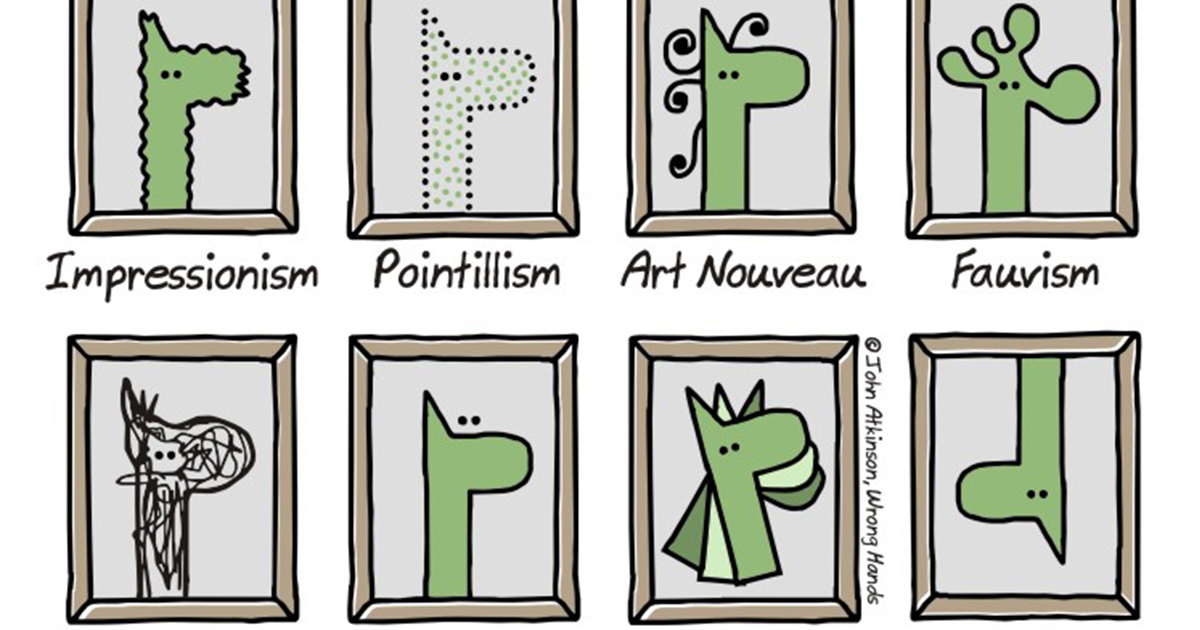 Impressionism
Pointillism
Art Nouveau
Fauvism
©John Atkinson, Wrong Hands